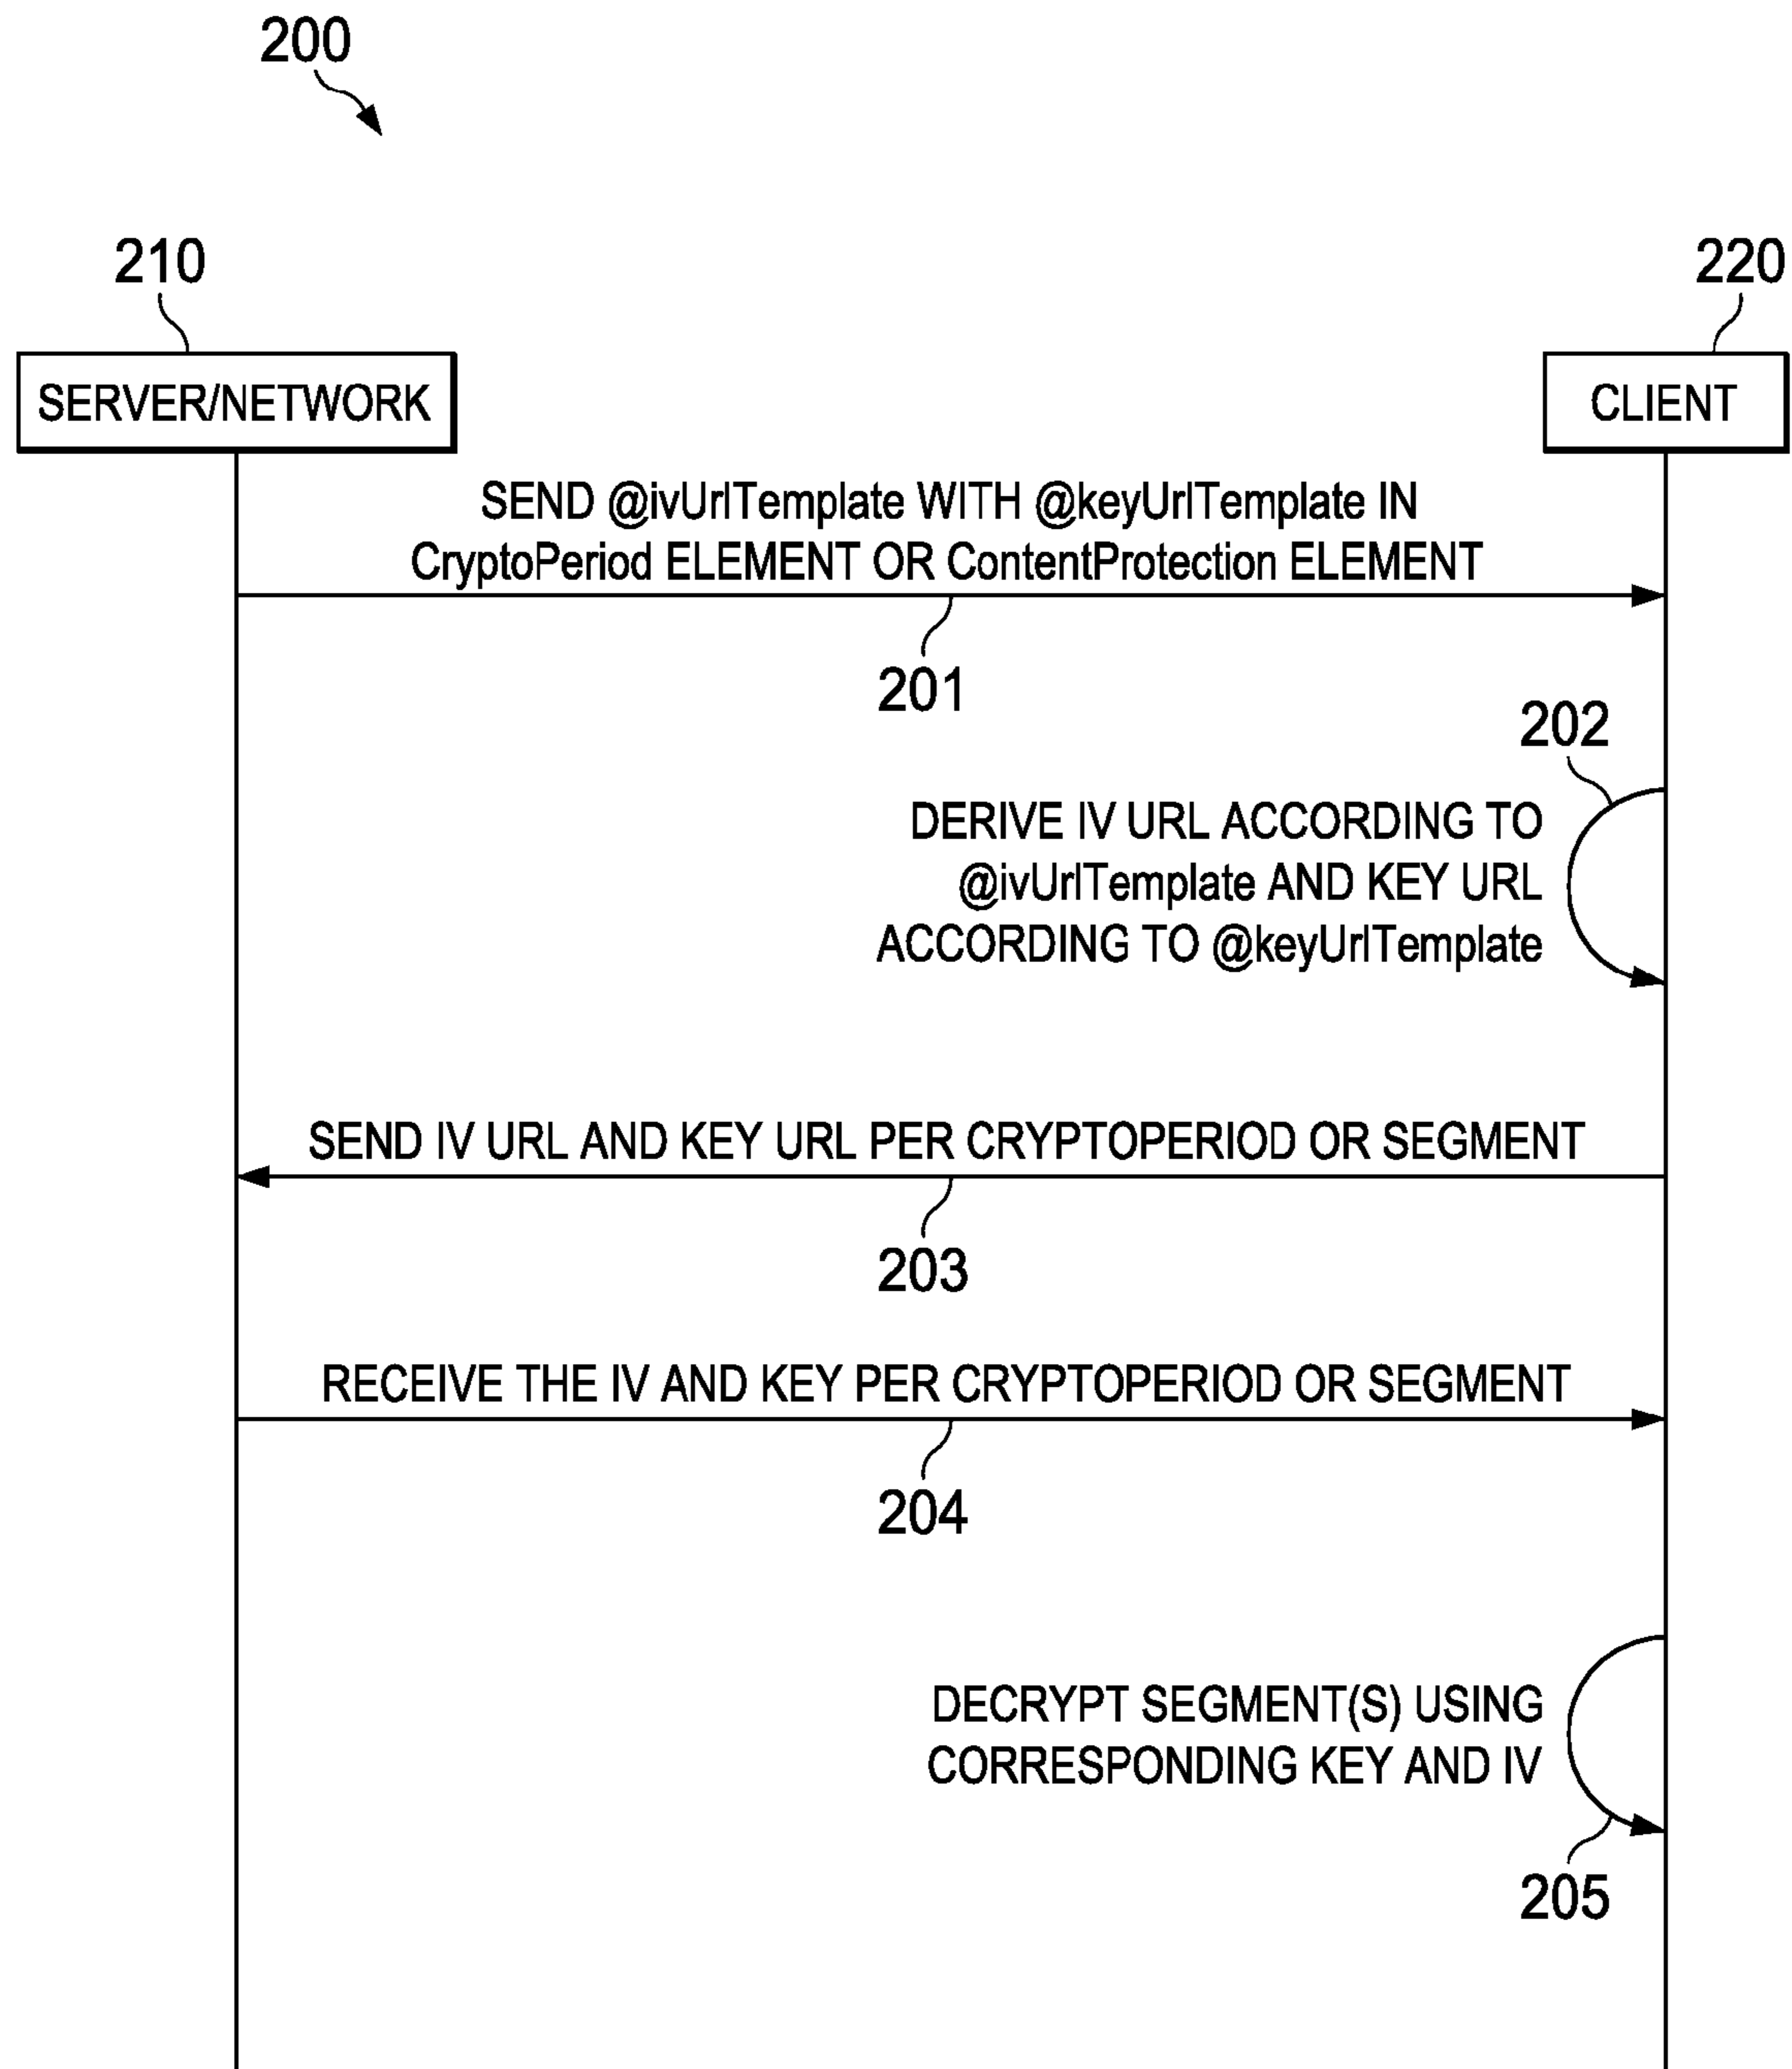 200
210
220
SERVER/NETWORK
CLIENT
SEND @ivUrlTemplate WITH @keyUrlTemplate IN
CryptoPeriod ELEMENT OR ContentProtection ELEMENT
201
202
DERIVE IV URL ACCORDING TO
@ivUrlTemplate AND KEY URL
ACCORDING TO @keyUrlTemplate
SEND IV URL AND KEY URL PER CRYPTOPERIOD OR SEGMENT
203
RECEIVE THE IV AND KEY PER CRYPTOPERIOD OR SEGMENT
204
DECRYPT SEGMENT(S) USING
CORRESPONDING KEY AND IV
205